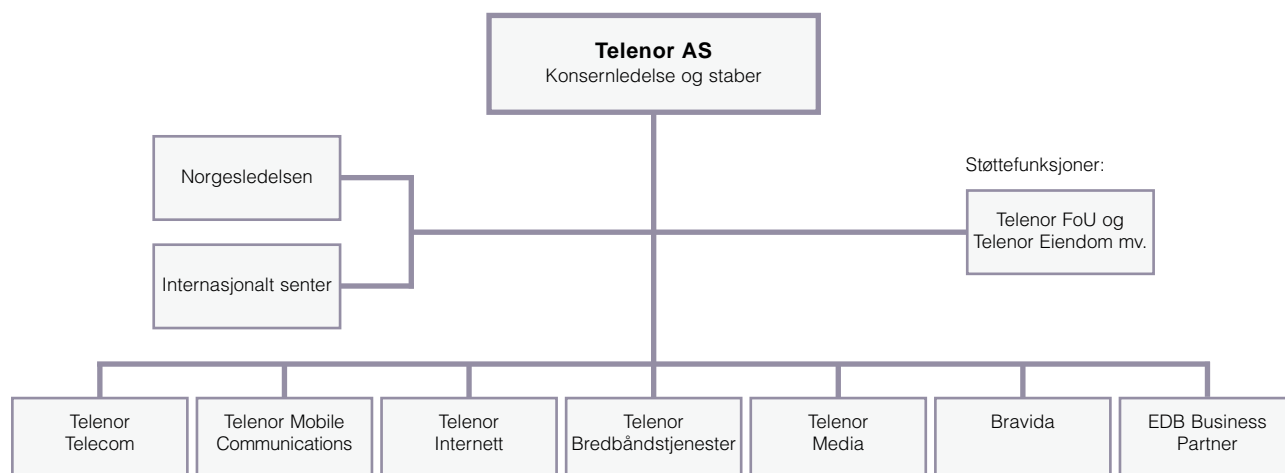 Telenor AS
Konsernledelse og staber
Norgesledelsen
Støttefunksjoner:
Telenor FoU og
Telenor Eiendom mv.
Internasjonalt senter
Telenor
Telecom
Telenor Mobile
Communications
Telenor
Internett
Telenor
Bredbåndstjenester
Telenor
Media
Bravida
EDB Business
Partner